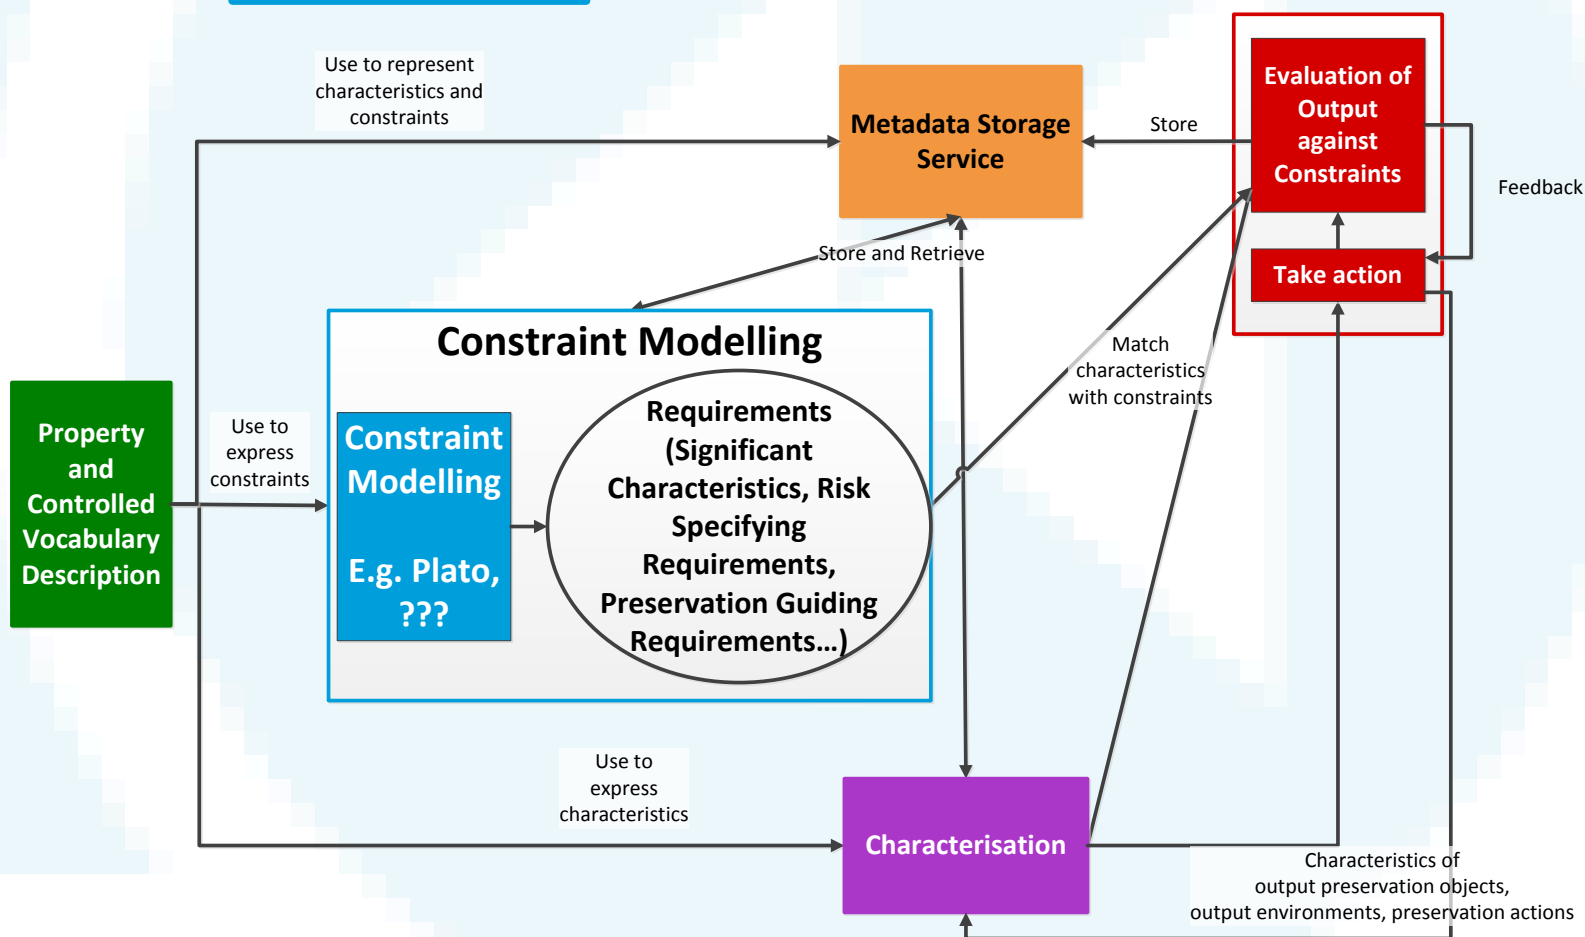 Use to represent
characteristics and
constraints
Metadata Storage
Service
Store
Evaluation of
Output
against
Constraints
Feedback
Take action
Store and Retrieve
Constraint Modelling
Match
characteristics
with constraints
Property
and
Controlled
Vocabulary
Description
Use to
express
constraints
Constraint
Modelling
E.g. Plato,
???
Requirements
(Significant
Characteristics, Risk
Specifying
Requirements,
Preservation Guiding
Requirements…)
Use to
express
characteristics
Characterisation
Characteristics of
output preservation objects,
output environments, preservation actions